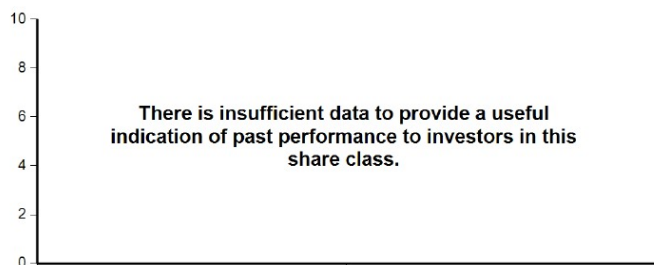 10
8
There is insufficient data to provide a useful
6
indication of past performance to investors in this
share class.
4
2
0